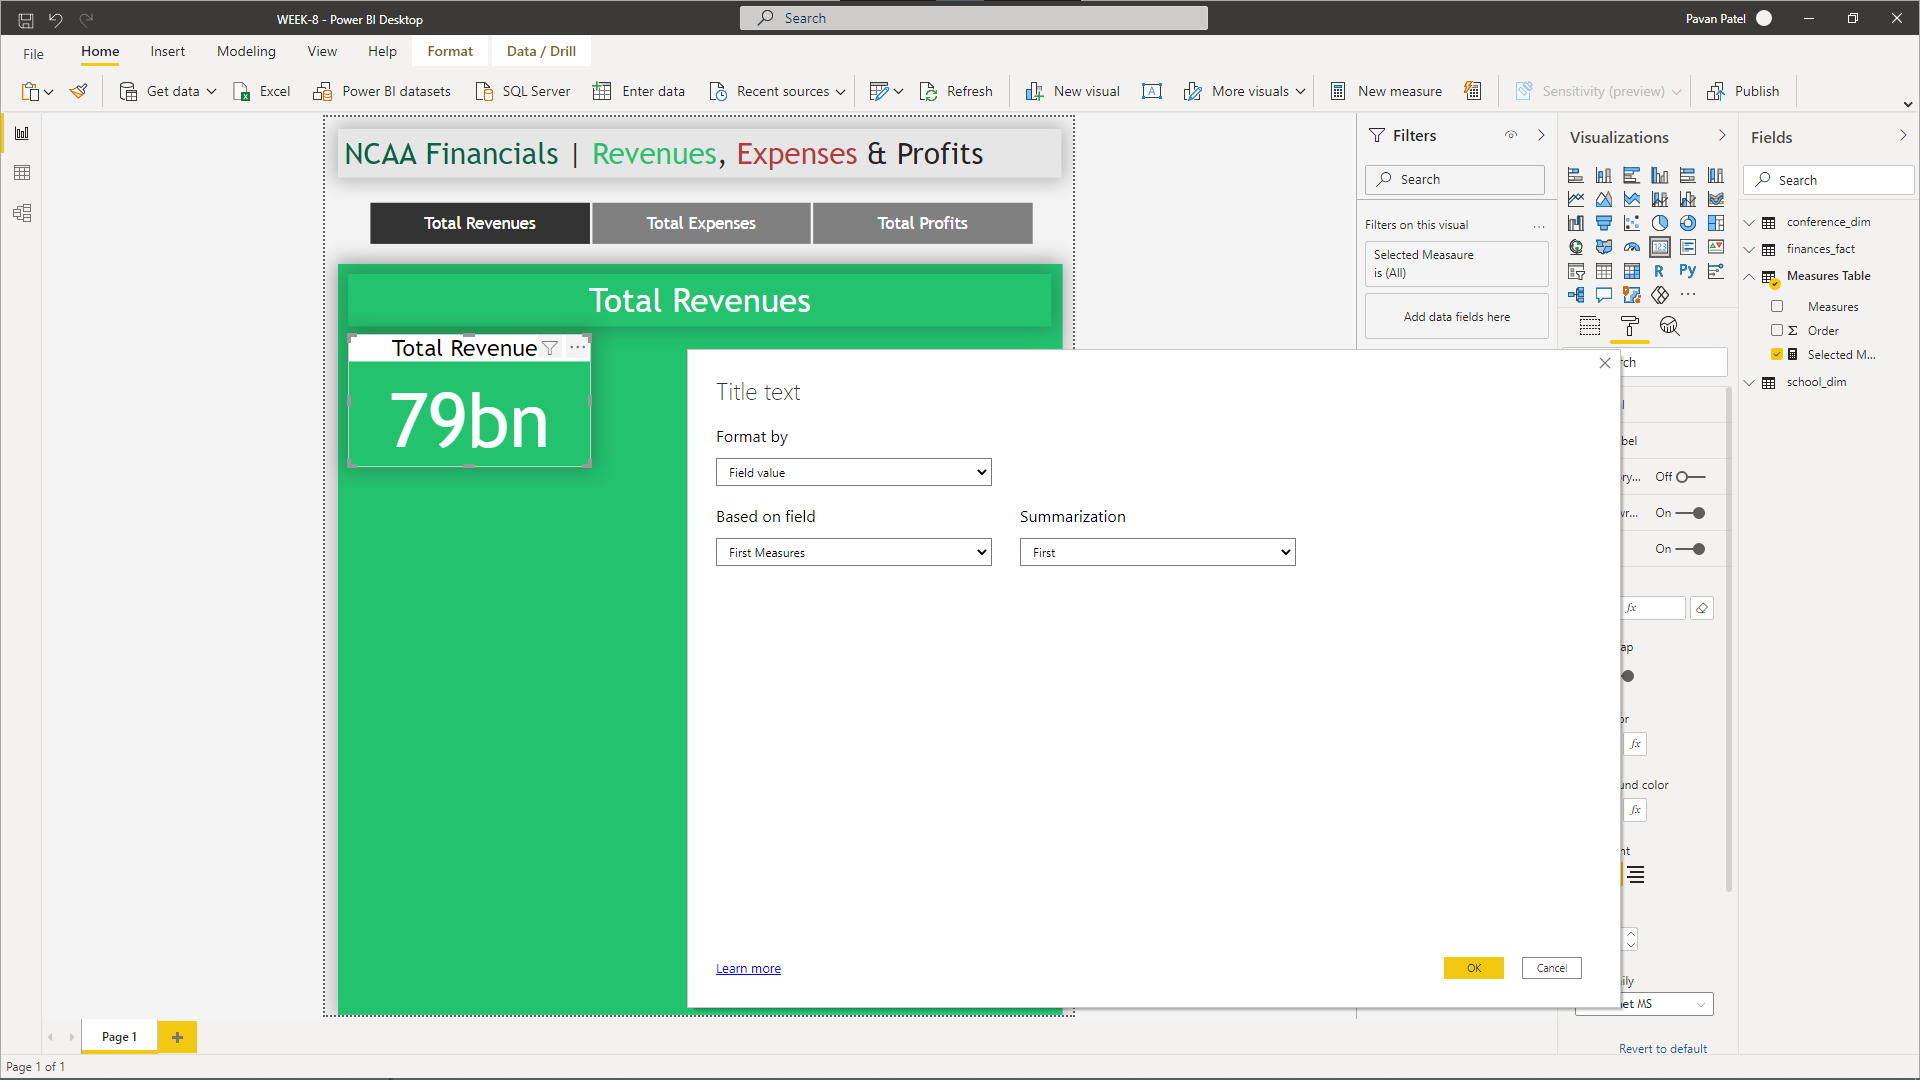 WEEK-8 - Power BI Desktop
Search
Pavan Patel
File
Home
Insert
Modeling
View
Help
Format
Data / Drill
Get data
Excel
Power BI datasets
SQL Server
Enter data
Recent sources
Refresh
New visual
More visuals
New measure
Sensitivity (preview)
Publish
NCAA Financials | Revenues, Expenses & Profits
Total Revenues
Total Expenses
Total Profits
Total Revenues
Total Revenue
79bn
Title text
Format by
Field value
Based on field
Summarization
First Measures
First
Learn more
OK
Cancel
Filters
Search
Filters on this visual
Selected Measaure
is (All)
Add data fields here
Visualizations
123
R
Py
rch
l
bel
ry...
Off
wr...
On
On
fx
ap
or
fx
und color
fx
nt
ily
et MS
Revert to default
Fields
Search
conference_dim
finances_fact
Measures Table
Measures
Σ Order
Selected M...
school_dim
Page 1
Page 1 of 1